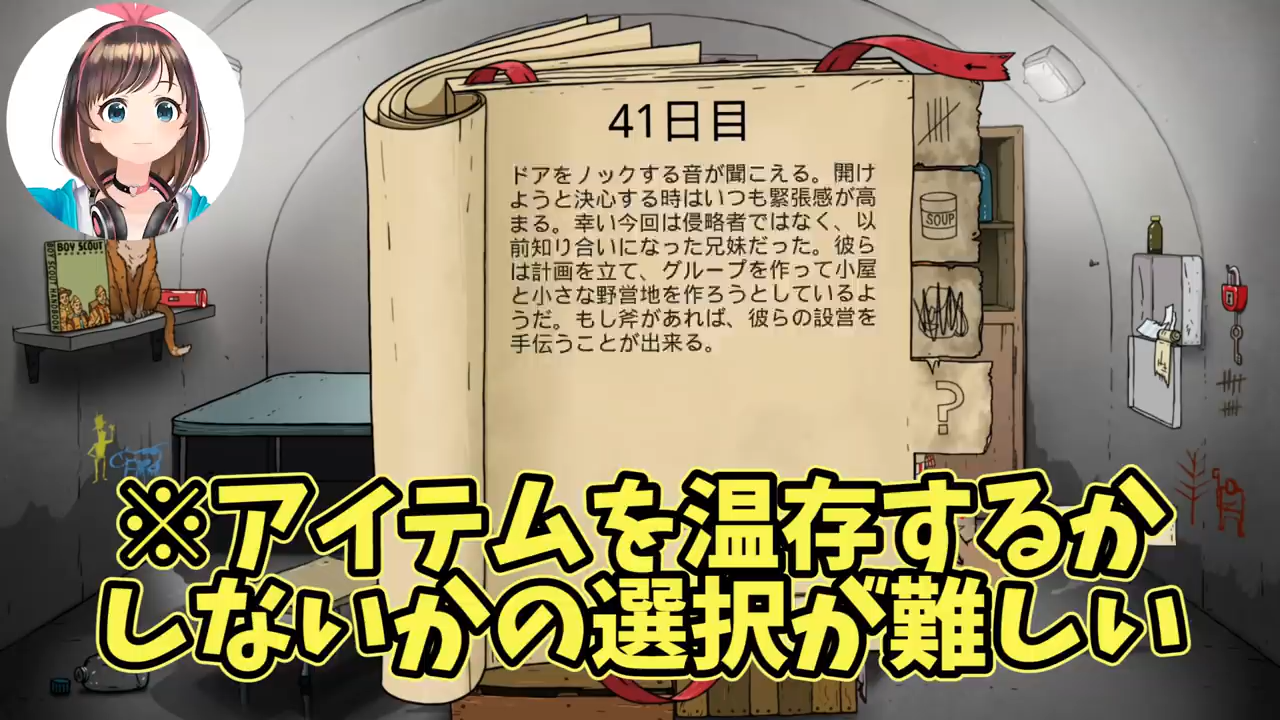 41日目
ドアをノックする音が聞こえる。開け
ようと決心する時はいつも緊張感が高
まる。幸い今回は侵略者ではなく、以
前知り合いになった兄妹だった。彼ら
は計画を立て、グループを作って小屋
と小さな野営地を作ろうとしているよ
うだ。もし斧があれば、彼らの設営を
手伝うことが出来る。
SOUP
?
BOY SCOUT
BOY SCOUT HANDBOOK
※アイテムを温存するか
しないかの選択が難しい